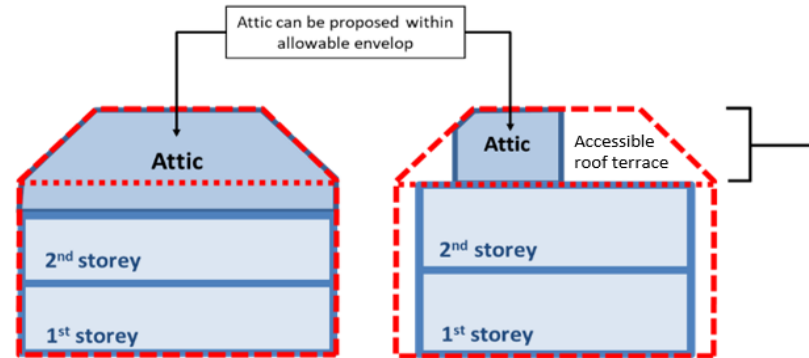 Attic can be proposed within
allowable envelop
Attic
2nd storey
1st storey
Attic
Accessible
roof terrace
2nd storey
1st storey